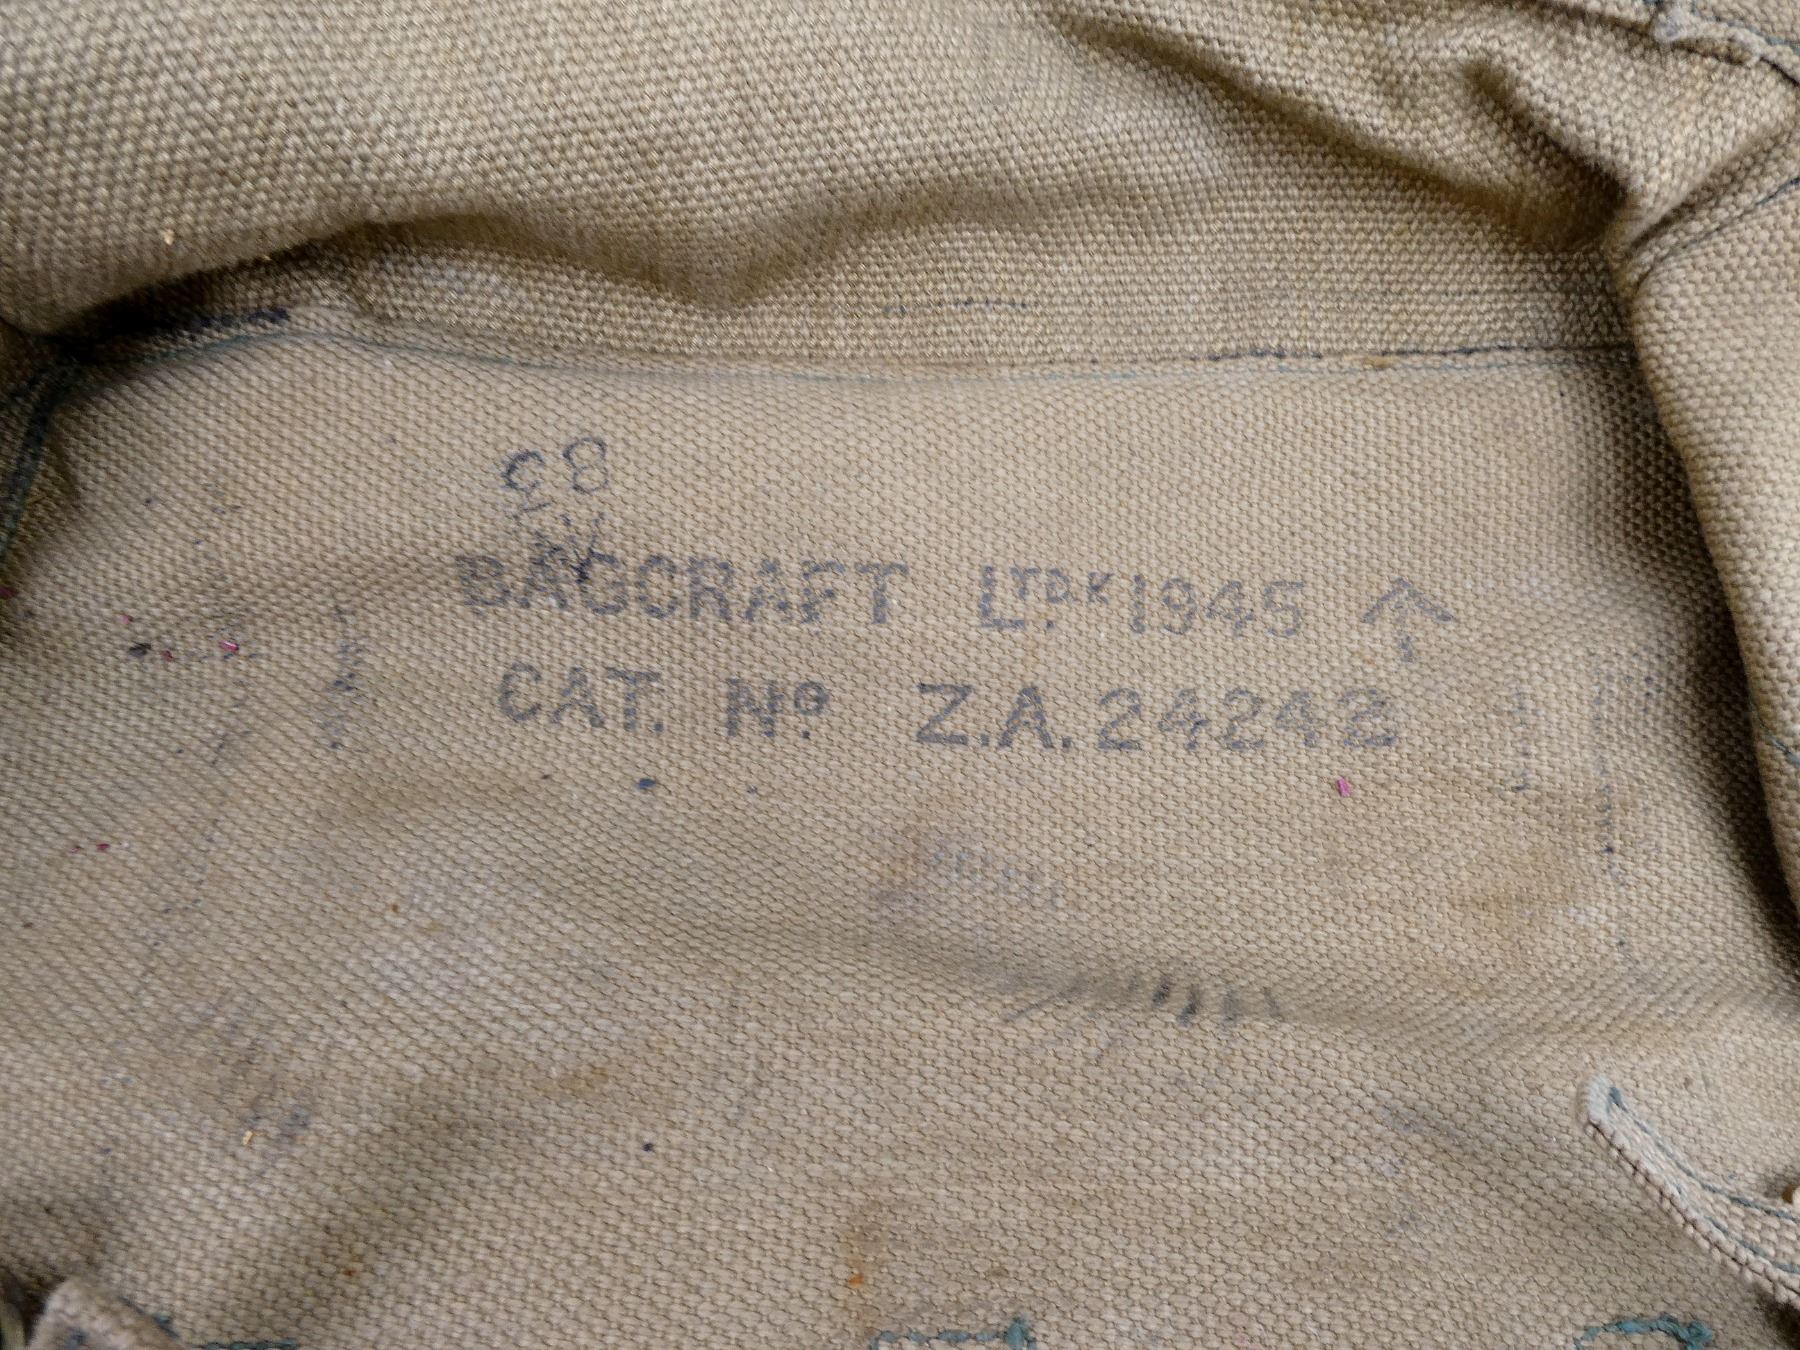 BAGCRAFT LTD. K 1945 ↑
CAT. No. Z.A. 24242